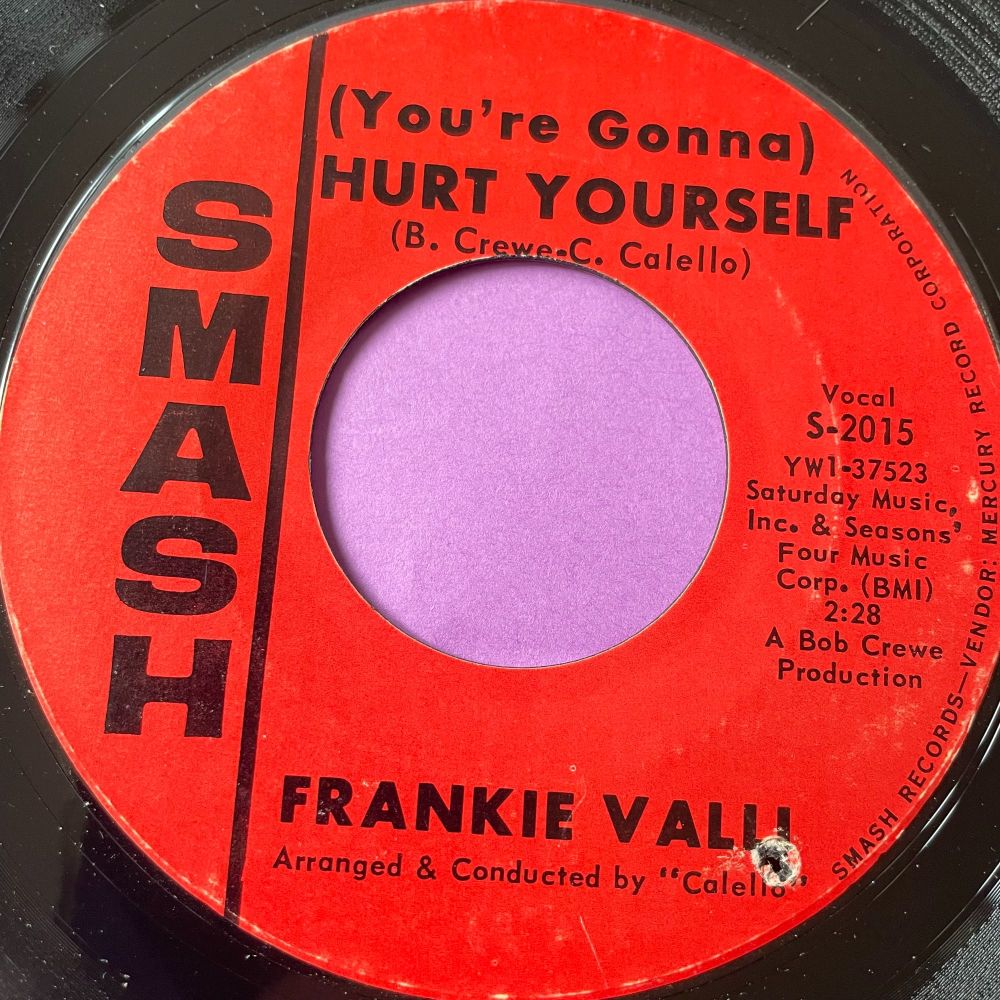 SMASH
(You're Gonna)
HURT YOURSELF
(B. Crewe-C. Calello)
Vocal
S-2015
YW1-37523
Saturday Music,
Inc. & Seasons'
Four Music
Corp. (BMI)
2:28
A Bob Crewe
Production
FRANKIE VALLI
Arranged & Conducted by "Calello"
SMASH RECORDS—VENDOR: MERCURY RECORD CORPORATION